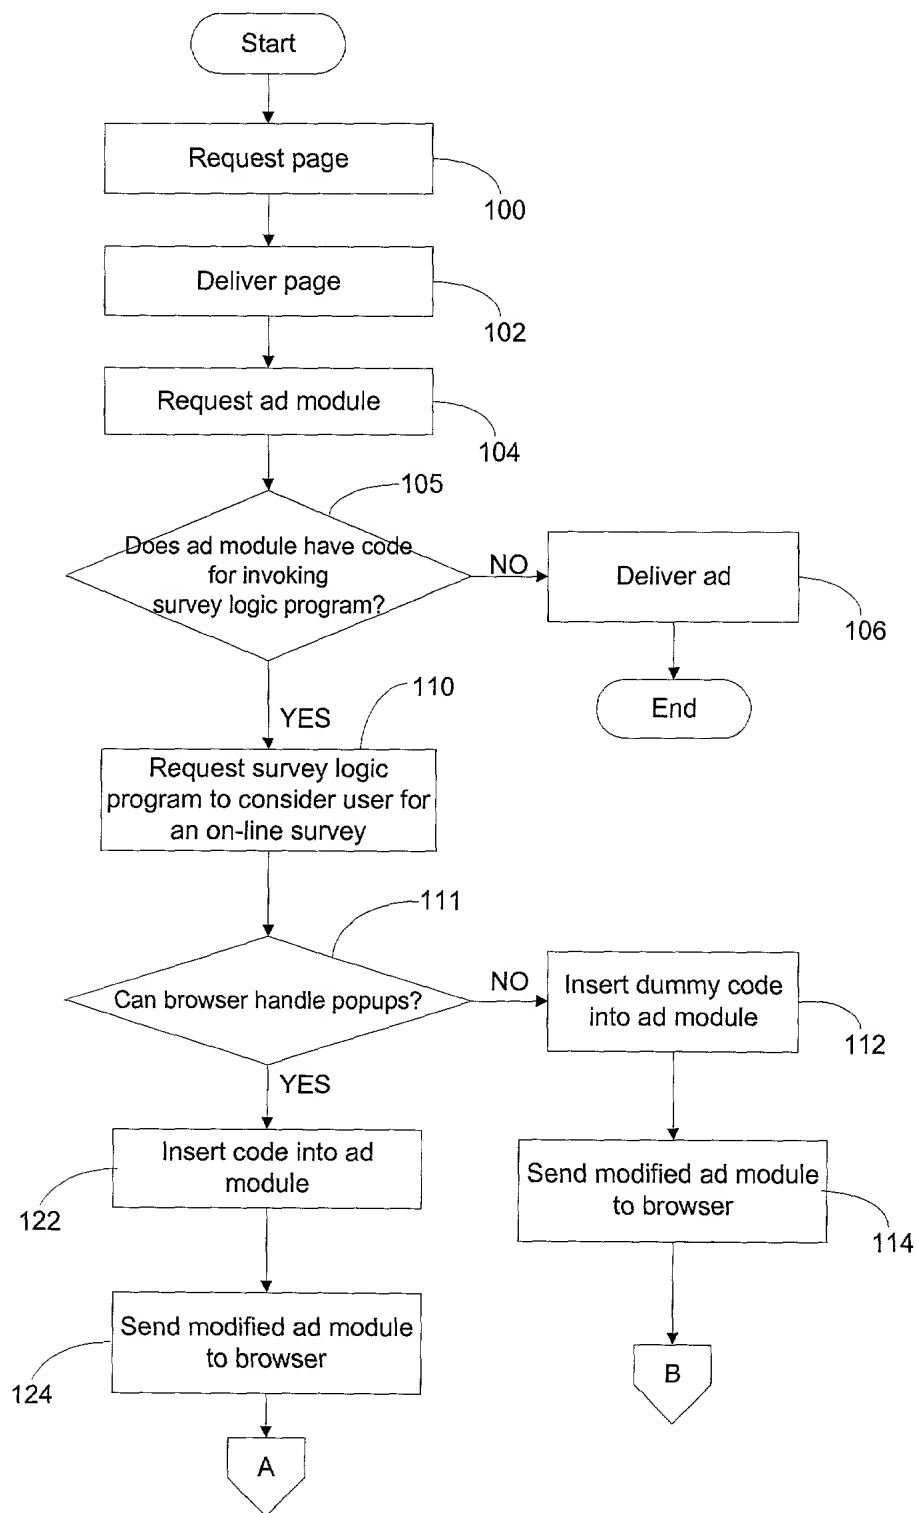 Start
Request page
100
Deliver page
102
Request ad module
104
105
Does ad module have code
for invoking
survey logic program?
NO
Deliver ad
106
End
YES
110
Request survey logic
program to consider user for
an on-line survey
111
Can browser handle popups?
NO
Insert dummy code
into ad module
112
YES
Insert code into ad
module
122
Send modified ad module
to browser
114
Send modified ad module
to browser
124
B
A